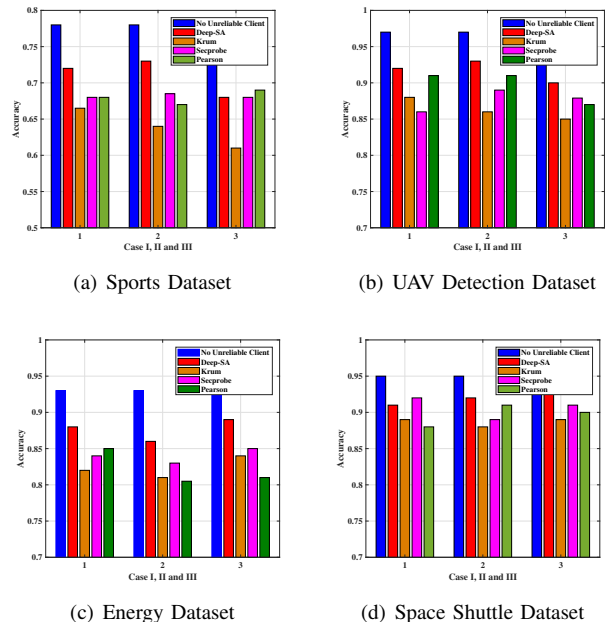 0.8
0.75
0.7
0.65
0.6
0.55
0.5
Accuracy
No Unreliable Client
Deep-SA
Krum
Secprobe
Pearson
1 2 3
Case I, II and III
(a) Sports Dataset
1
0.95
0.9
0.85
0.8
0.75
0.7
Accuracy
No Unreliable Client
Deep-SA
Krum
Secprobe
Pearson
1 2 3
Case I, II and III
(b) UAV Detection Dataset
1
0.95
0.9
0.85
0.8
0.75
0.7
Accuracy
No Unreliable Client
Deep-SA
Krum
Secprobe
Pearson
1 2 3
Case I, II and III
(c) Energy Dataset
1
0.95
0.9
0.85
0.8
0.75
0.7
Accuracy
No Unreliable Client
Deep-SA
Krum
Secprobe
Pearson
1 2 3
Case I, II and III
(d) Space Shuttle Dataset